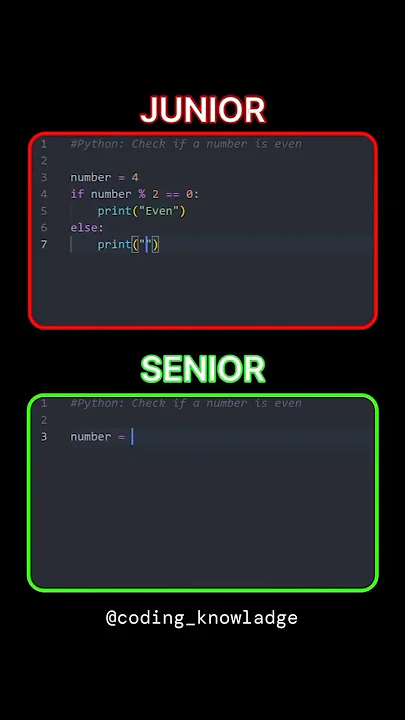 JUNIOR
1 #Python: Check if a number is even
2
3 number = 4
4 if number % 2 == 0:
5     print("Even")
6 else:
7     print("")
SENIOR
1 #Python: Check if a number is even
2
3 number =
@coding_knowladge